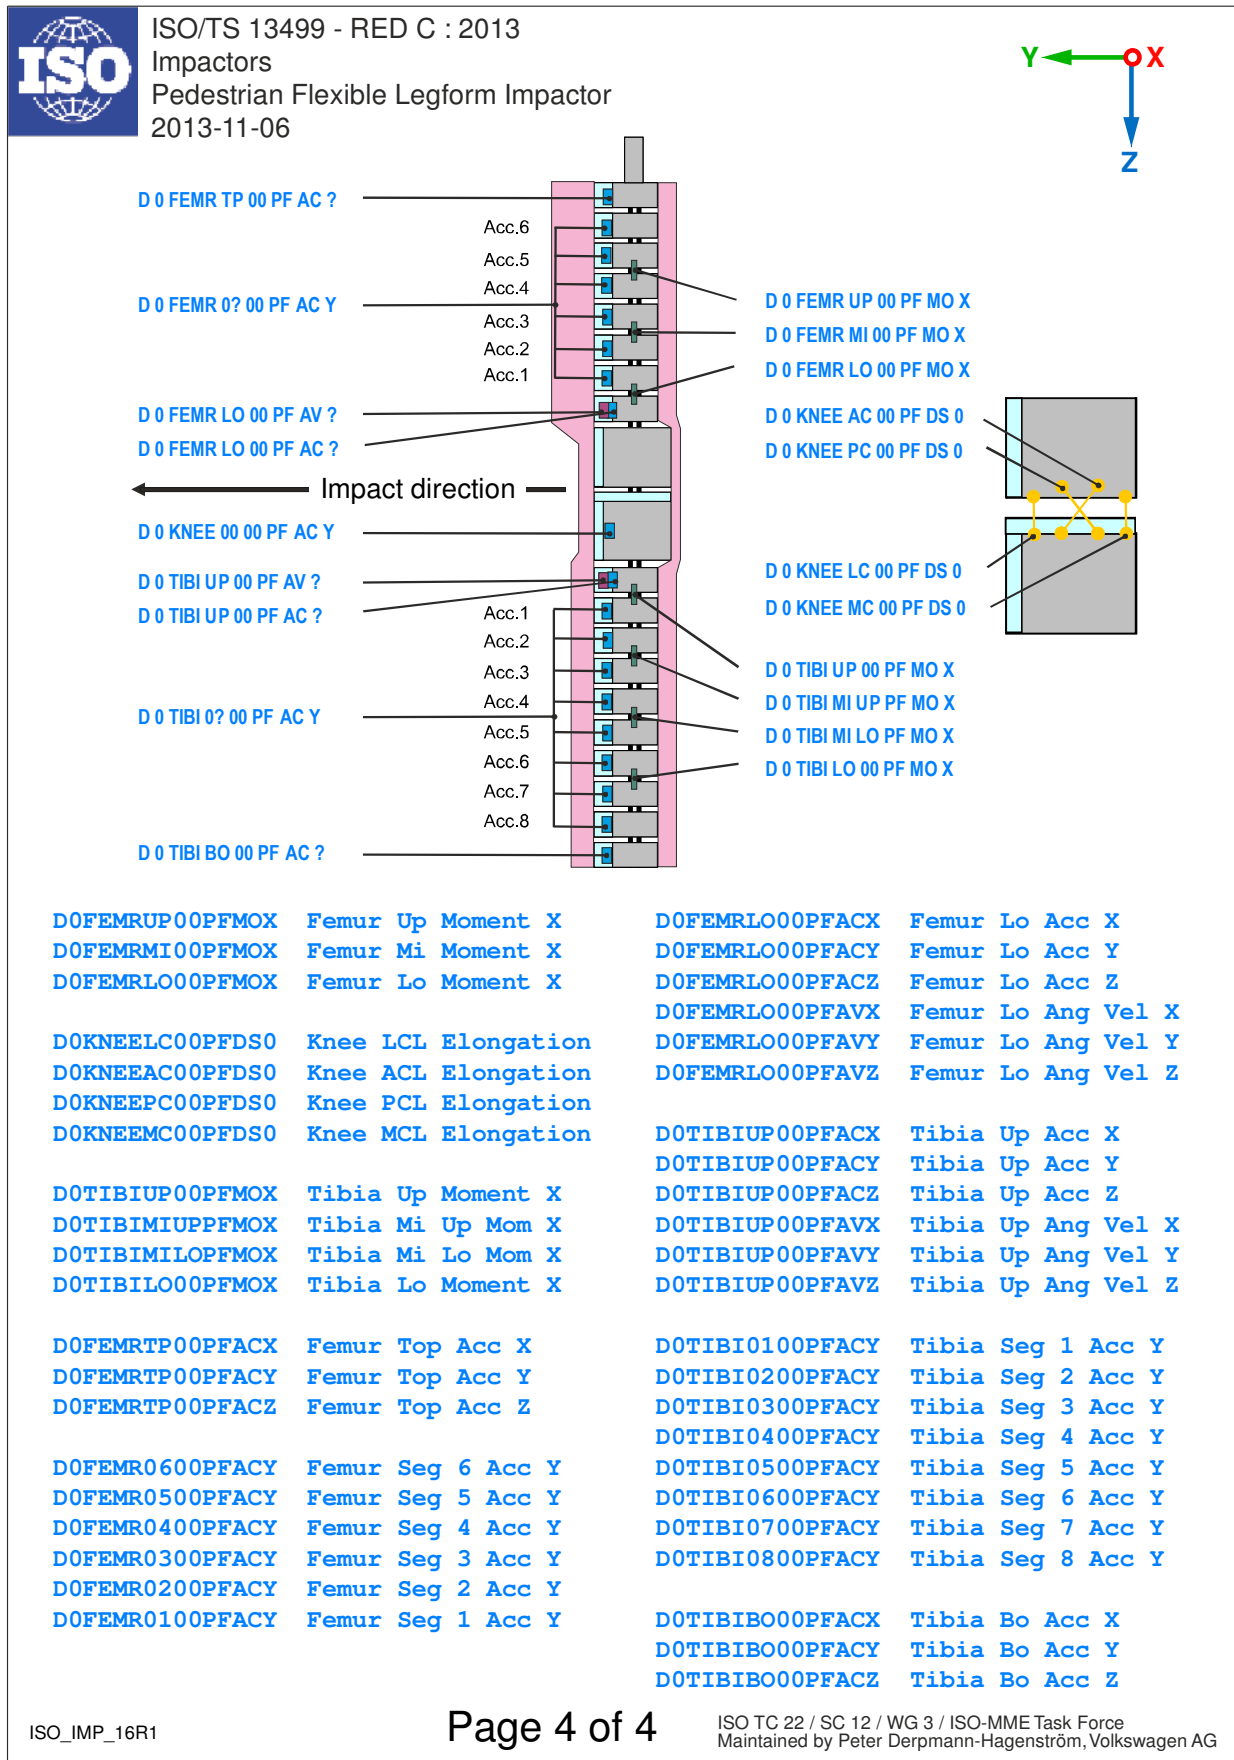 ISO
ISO/TS 13499 - RED C : 2013
Impactors
Pedestrian Flexible Legform Impactor
2013-11-06
Y
X
Z
D 0 FEMR TP 00 PF AC ?
Acc.6
Acc.5
Acc.4
D 0 FEMR 0? 00 PF AC Y
Acc.3
Acc.2
Acc.1
D 0 FEMR LO 00 PF AV ?
D 0 FEMR LO 00 PF AC ?
Impact direction
D 0 KNEE 00 00 PF AC Y
D 0 TIBI UP 00 PF AV ?
D 0 TIBI UP 00 PF AC ?
Acc.1
Acc.2
Acc.3
Acc.4
D 0 TIBI 0? 00 PF AC Y
Acc.5
Acc.6
Acc.7
Acc.8
D 0 TIBI BO 00 PF AC ?
D 0 FEMR UP 00 PF MO X
D 0 FEMR MI 00 PF MO X
D 0 FEMR LO 00 PF MO X
D 0 KNEE AC 00 PF DS 0
D 0 KNEE PC 00 PF DS 0
D 0 KNEE LC 00 PF DS 0
D 0 KNEE MC 00 PF DS 0
D 0 TIBI UP 00 PF MO X
D 0 TIBI MI UP PF MO X
D 0 TIBI MI LO PF MO X
D 0 TIBI LO 00 PF MO X
D0FEMRUP00PFMOX Femur Up Moment X
D0FEMRMI00PFMOX Femur Mi Moment X
D0FEMRLO00PFMOX Femur Lo Moment X
D0KNEELC00PFDS0 Knee LCL Elongation
D0KNEEAC00PFDS0 Knee ACL Elongation
D0KNEEPC00PFDS0 Knee PCL Elongation
D0KNEEMC00PFDS0 Knee MCL Elongation
D0TIBIUP00PFMOX Tibia Up Moment X
D0TIBIMIUPPFMOX Tibia Mi Up Mom X
D0TIBIMILOPFMOX Tibia Mi Lo Mom X
D0TIBILO00PFMOX Tibia Lo Moment X
D0FEMRTP00PFACX Femur Top Acc X
D0FEMRTP00PFACY Femur Top Acc Y
D0FEMRTP00PFACZ Femur Top Acc Z
D0FEMR0600PFACY Femur Seg 6 Acc Y
D0FEMR0500PFACY Femur Seg 5 Acc Y
D0FEMR0400PFACY Femur Seg 4 Acc Y
D0FEMR0300PFACY Femur Seg 3 Acc Y
D0FEMR0200PFACY Femur Seg 2 Acc Y
D0FEMR0100PFACY Femur Seg 1 Acc Y
D0FEMRLO00PFACX Femur Lo Acc X
D0FEMRLO00PFACY Femur Lo Acc Y
D0FEMRLO00PFACZ Femur Lo Acc Z
D0FEMRLO00PFAVX Femur Lo Ang Vel X
D0FEMRLO00PFAVY Femur Lo Ang Vel Y
D0FEMRLO00PFAVZ Femur Lo Ang Vel Z
D0TIBIUP00PFACX Tibia Up Acc X
D0TIBIUP00PFACY Tibia Up Acc Y
D0TIBIUP00PFACZ Tibia Up Acc Z
D0TIBIUP00PFAVX Tibia Up Ang Vel X
D0TIBIUP00PFAVY Tibia Up Ang Vel Y
D0TIBIUP00PFAVZ Tibia Up Ang Vel Z
D0TIBI0100PFACY Tibia Seg 1 Acc Y
D0TIBI0200PFACY Tibia Seg 2 Acc Y
D0TIBI0300PFACY Tibia Seg 3 Acc Y
D0TIBI0400PFACY Tibia Seg 4 Acc Y
D0TIBI0500PFACY Tibia Seg 5 Acc Y
D0TIBI0600PFACY Tibia Seg 6 Acc Y
D0TIBI0700PFACY Tibia Seg 7 Acc Y
D0TIBI0800PFACY Tibia Seg 8 Acc Y
D0TIBIBO00PFACX Tibia Bo Acc X
D0TIBIBO00PFACY Tibia Bo Acc Y
D0TIBIBO00PFACZ Tibia Bo Acc Z
ISO_IMP_16R1
Page 4 of 4
ISO TC 22 / SC 12 / WG 3 / ISO-MME Task Force
Maintained by Peter Derpmann-Hagenström, Volkswagen AG